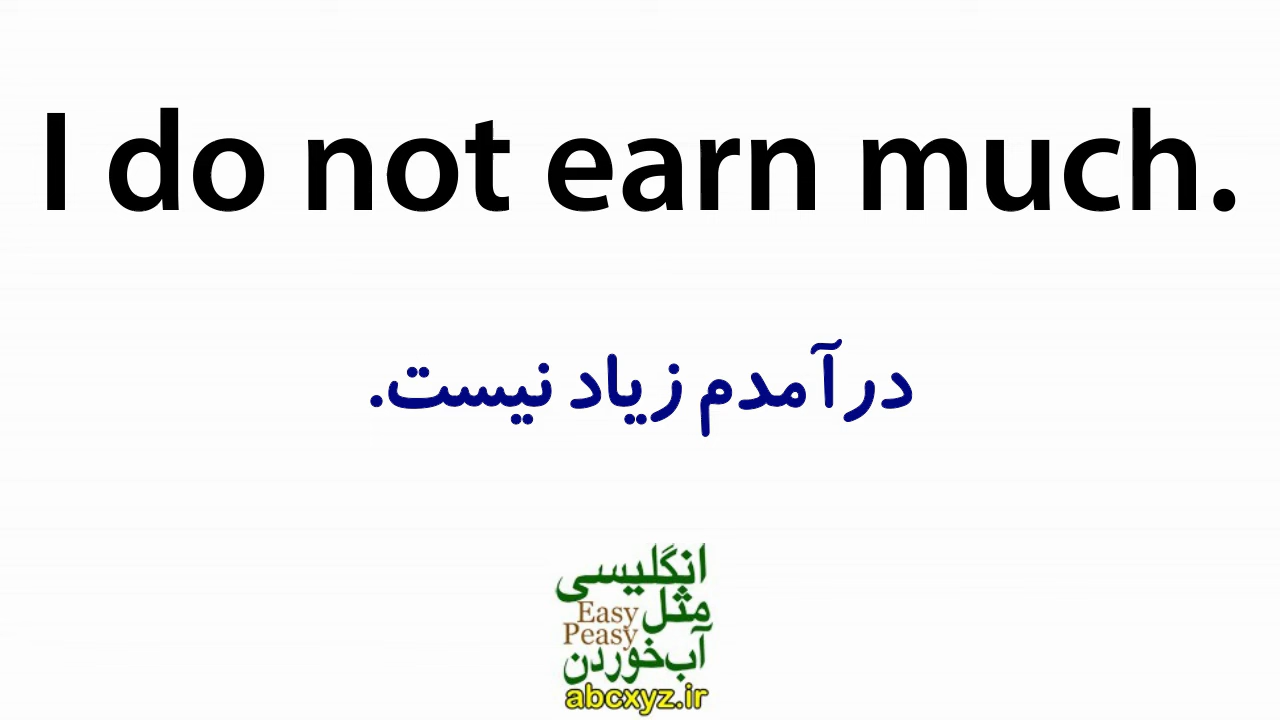 I do not earn much.
درآمدم زیاد نیست.
انگلیسی
مثل Easy
Peasy
آب‌خوردن
abcxyz.ir